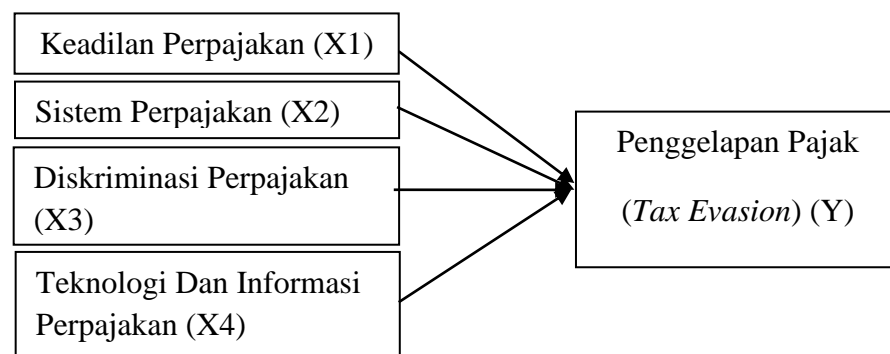 Keadilan Perpajakan (X1)
Sistem Perpajakan (X2)
Diskriminasi Perpajakan
(X3)
Teknologi Dan Informasi
Perpajakan (X4)
Penggelapan Pajak
(Tax Evasion) (Y)